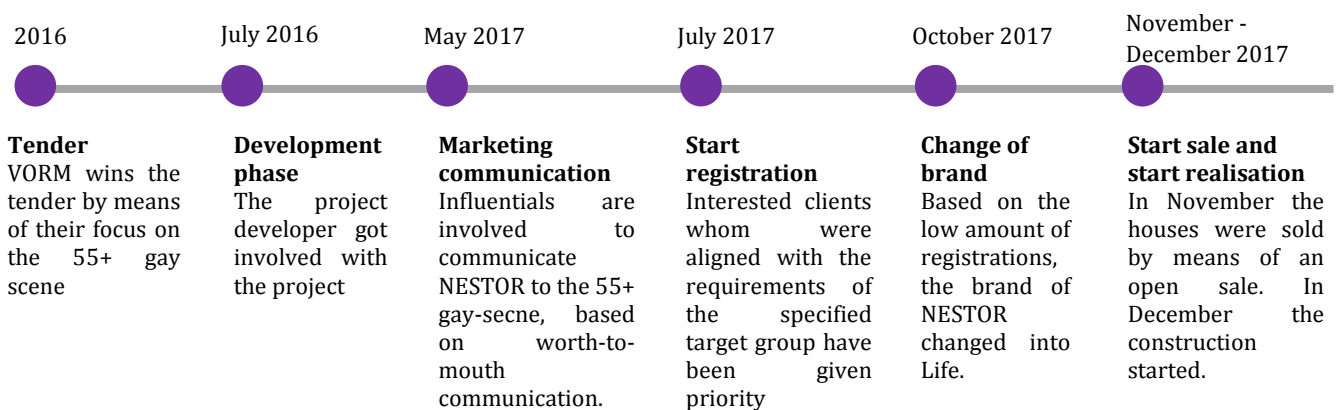 2016
July 2016
May 2017
July 2017
October 2017
November -
December 2017
Tender
VORM wins the
tender by means
of their focus on
the 55+ gay
scene
Development
phase
The project
developer got
involved with
the project
Marketing
communication
Influentials are
involved to
communicate
NESTOR to the 55+
gay-secne, based
on worth-to-
mouth
communication.
Start
registration
Interested clients
whom were
aligned with the
requirements of
the specified
target group have
been given
priority
Change of
brand
Based on the
low amount of
registrations,
the brand of
NESTOR
changed into
Life.
Start sale and
start realisation
In November the
houses were sold
by means of an
open sale. In
December the
construction
started.